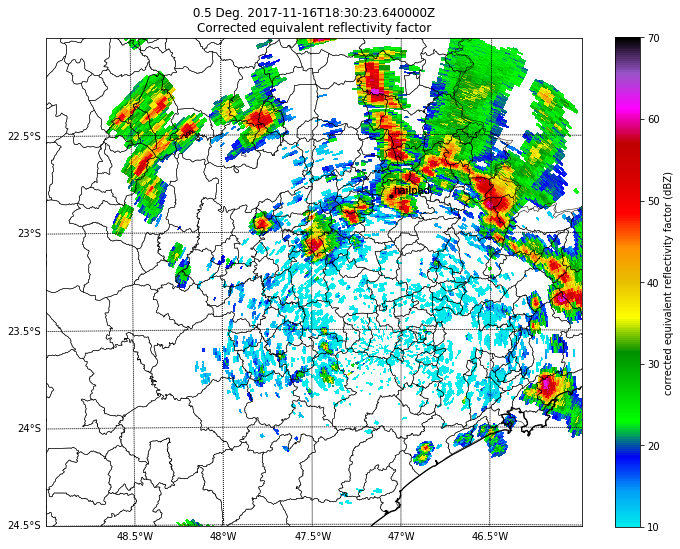 0.5 Deg. 2017-11-16T18:30:23.640000Z
Corrected equivalent reflectivity factor
22.5°S
23°S
23.5°S
24°S
24.5°S
48.5°W
48°W
47.5°W
47°W
46.5°W
70
60
50
40
30
20
10
corrected equivalent reflectivity factor (dBZ)